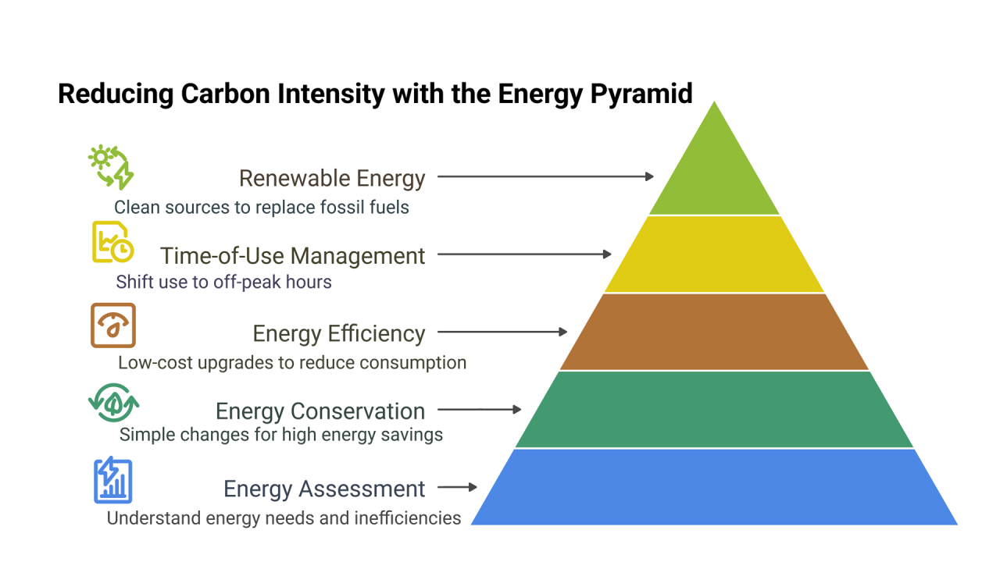 Reducing Carbon Intensity with the Energy Pyramid
Renewable Energy
Clean sources to replace fossil fuels
Time-of-Use Management
Shift use to off-peak hours
Energy Efficiency
Low-cost upgrades to reduce consumption
Energy Conservation
Simple changes for high energy savings
Energy Assessment
Understand energy needs and inefficiencies